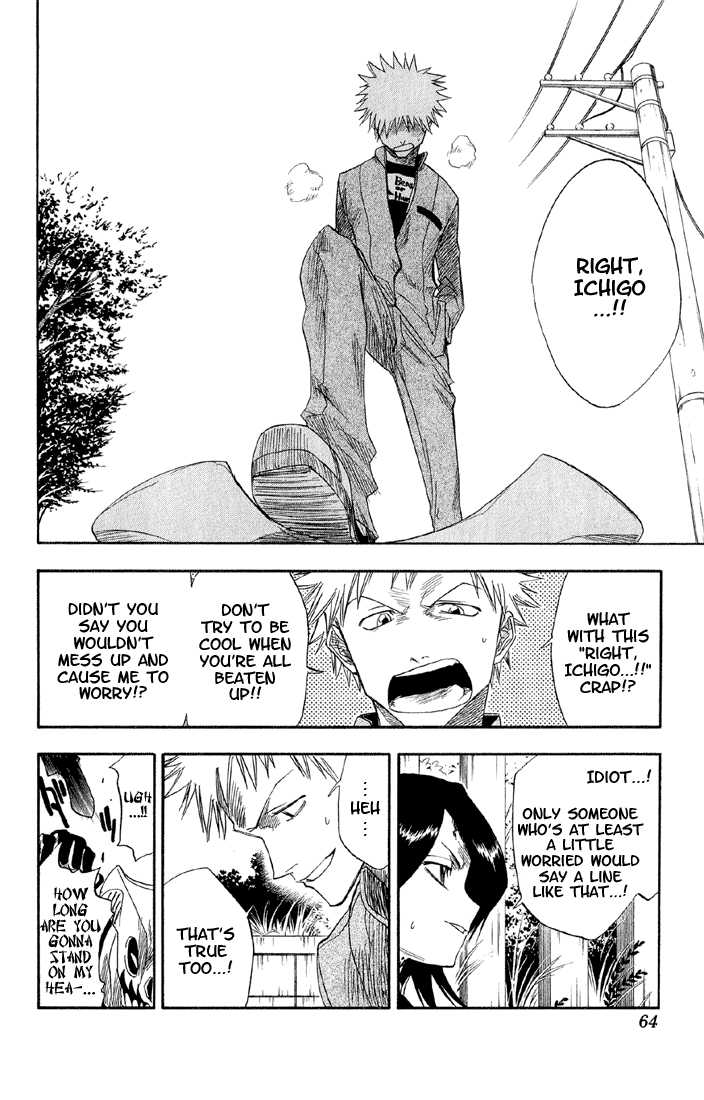 RIGHT,
ICHIGO
...!!
WHAT
WITH THIS
"RIGHT,
ICHIGO...!!"
CRAP!?
DON'T
TRY TO BE
COOL WHEN
YOU'RE ALL
BEATEN
UP!!
DIDN'T YOU
SAY YOU
WOULDN'T
MESS UP AND
CAUSE ME TO
WORRY!?
IDIOT...!
ONLY SOMEONE
WHO'S AT LEAST
A LITTLE
WORRIED WOULD
SAY A LINE
LIKE THAT...!
...
HEH
...
THAT'S
TRUE
TOO...!
UGH
...!!
HOW
LONG
ARE YOU
GONNA
STAND
ON MY
HEA-...
64